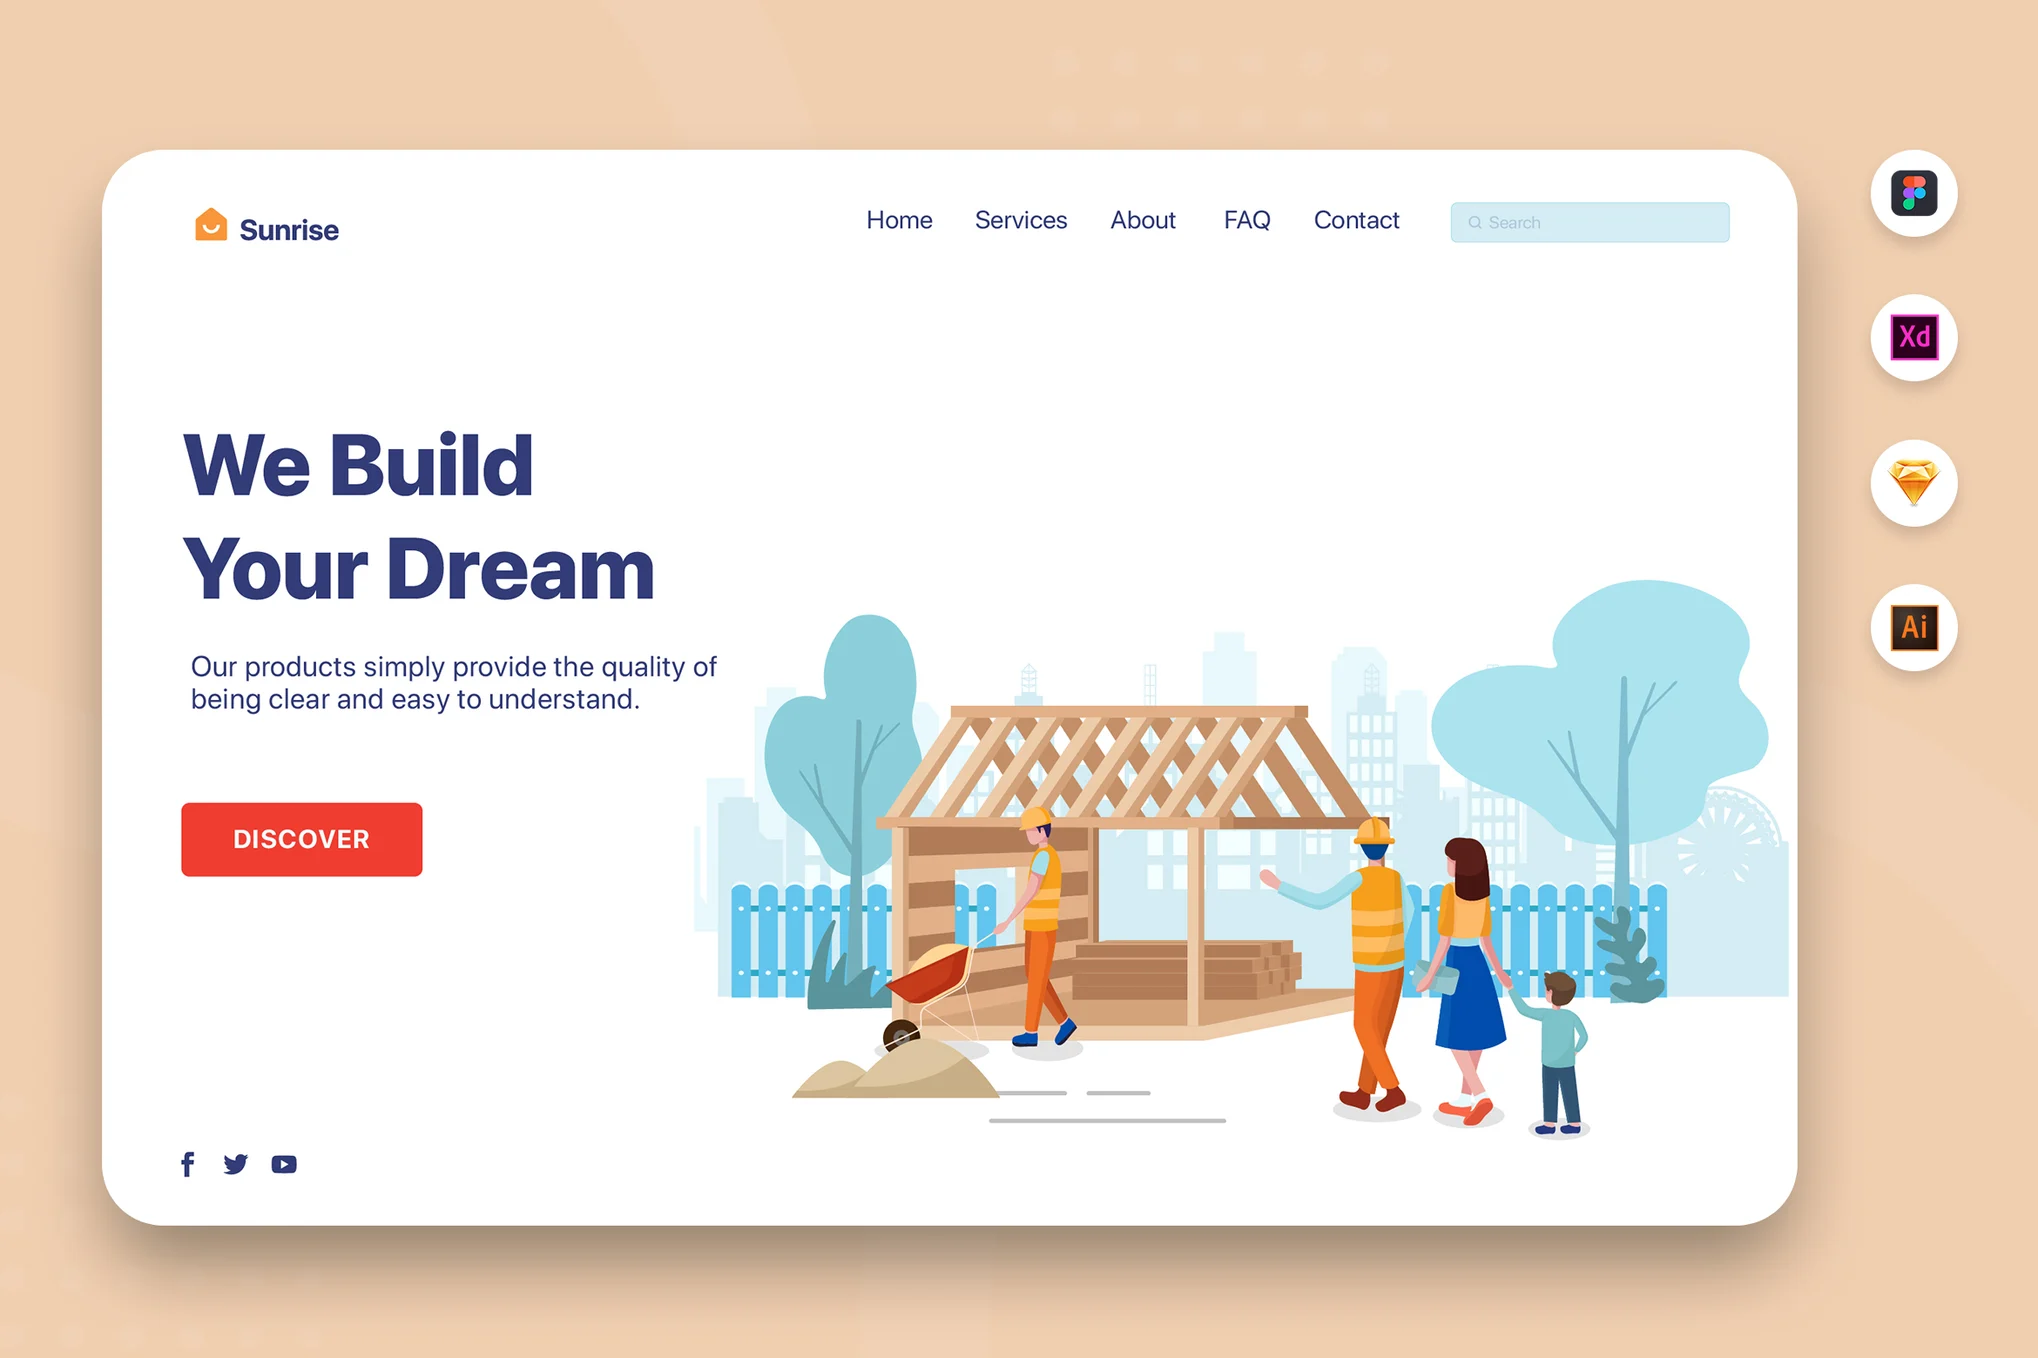 Sunrise
Home Services About FAQ Contact Search
We Build
Your Dream
Our products simply provide the quality of
being clear and easy to understand.
DISCOVER
Xd
Ai